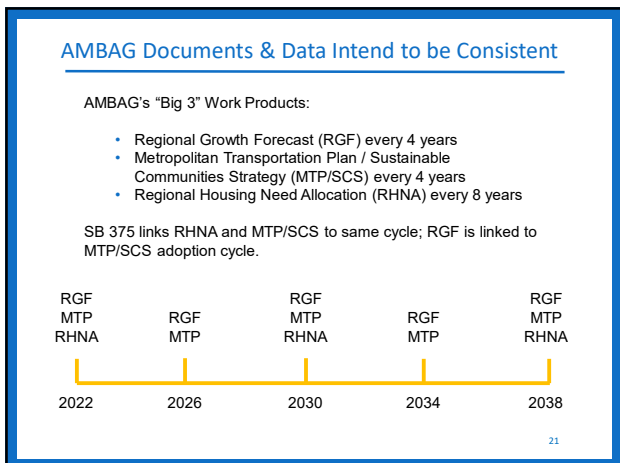 AMBAG Documents & Data Intend to be Consistent
AMBAG's “Big 3” Work Products:
• Regional Growth Forecast (RGF) every 4 years
• Metropolitan Transportation Plan / Sustainable
Communities Strategy (MTP/SCS) every 4 years
• Regional Housing Need Allocation (RHNA) every 8 years
SB 375 links RHNA and MTP/SCS to same cycle; RGF is linked to
MTP/SCS adoption cycle.
RGF
MTP
RHNA
RGF
MTP
RGF
MTP
RHNA
RGF
MTP
RGF
MTP
RHNA
2022 2026 2030 2034 2038
21